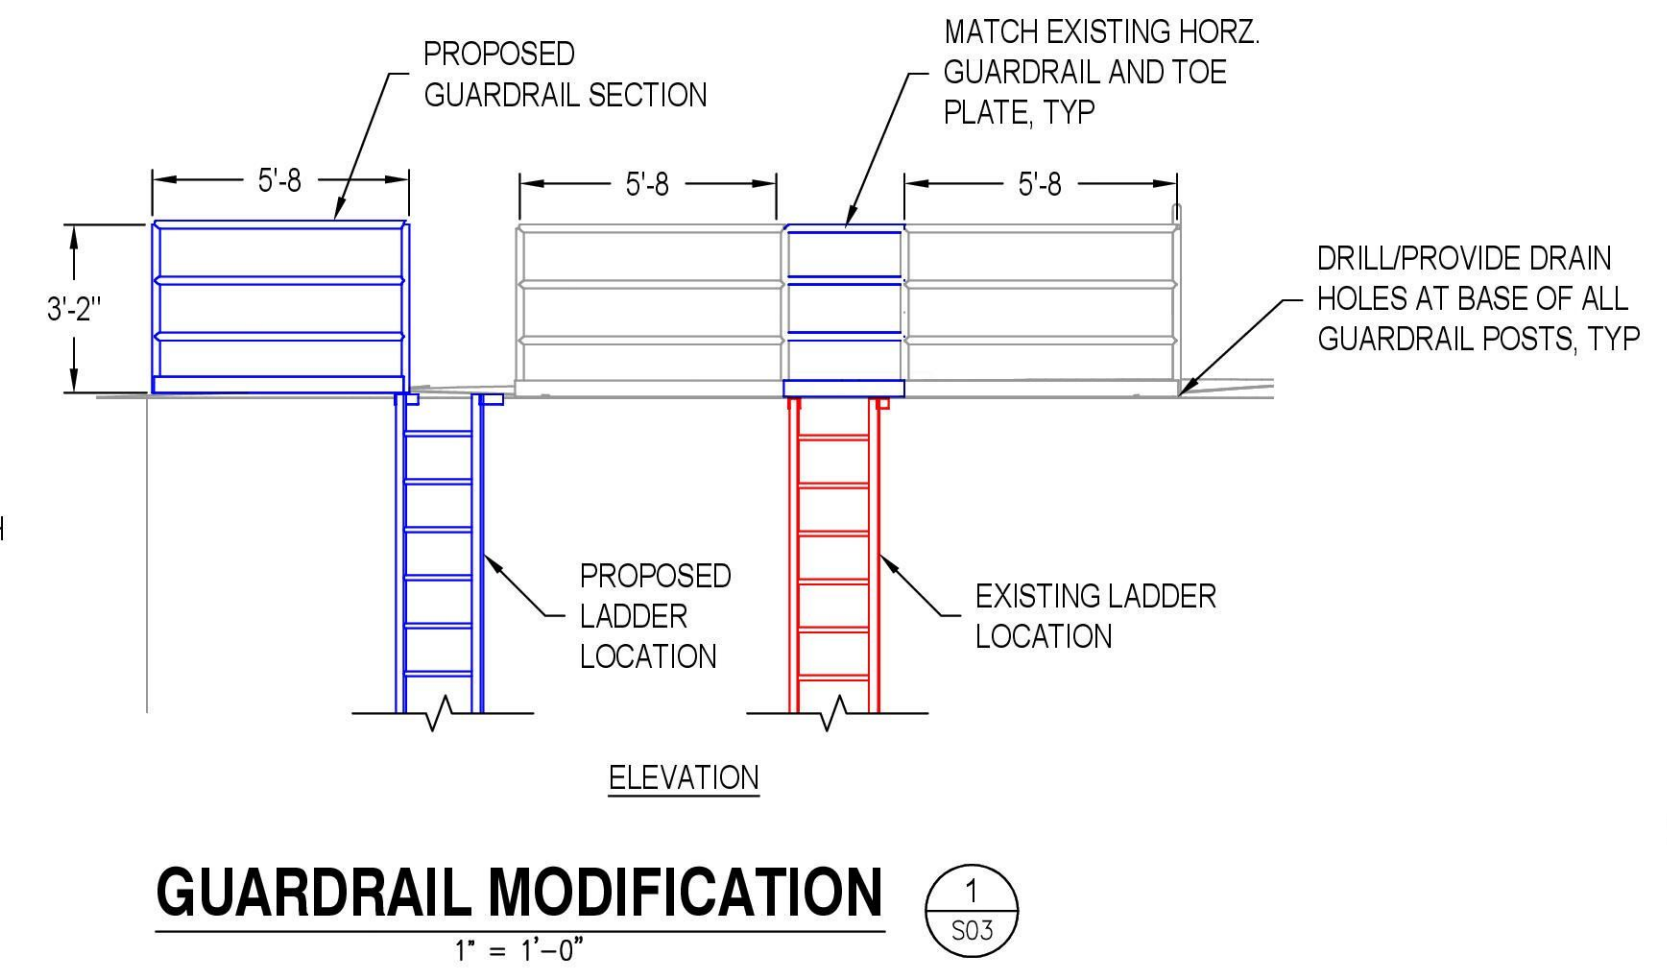 PROPOSED
GUARDRAIL SECTION
MATCH EXISTING HORZ.
GUARDRAIL AND TOE
PLATE, TYP
5'-8
5'-8
5'-8
3'-2"
DRILL/PROVIDE DRAIN
HOLES AT BASE OF ALL
GUARDRAIL POSTS, TYP
PROPOSED
LADDER
LOCATION
EXISTING LADDER
LOCATION
ELEVATION
GUARDRAIL MODIFICATION
1" = 1'-0"
1
S03